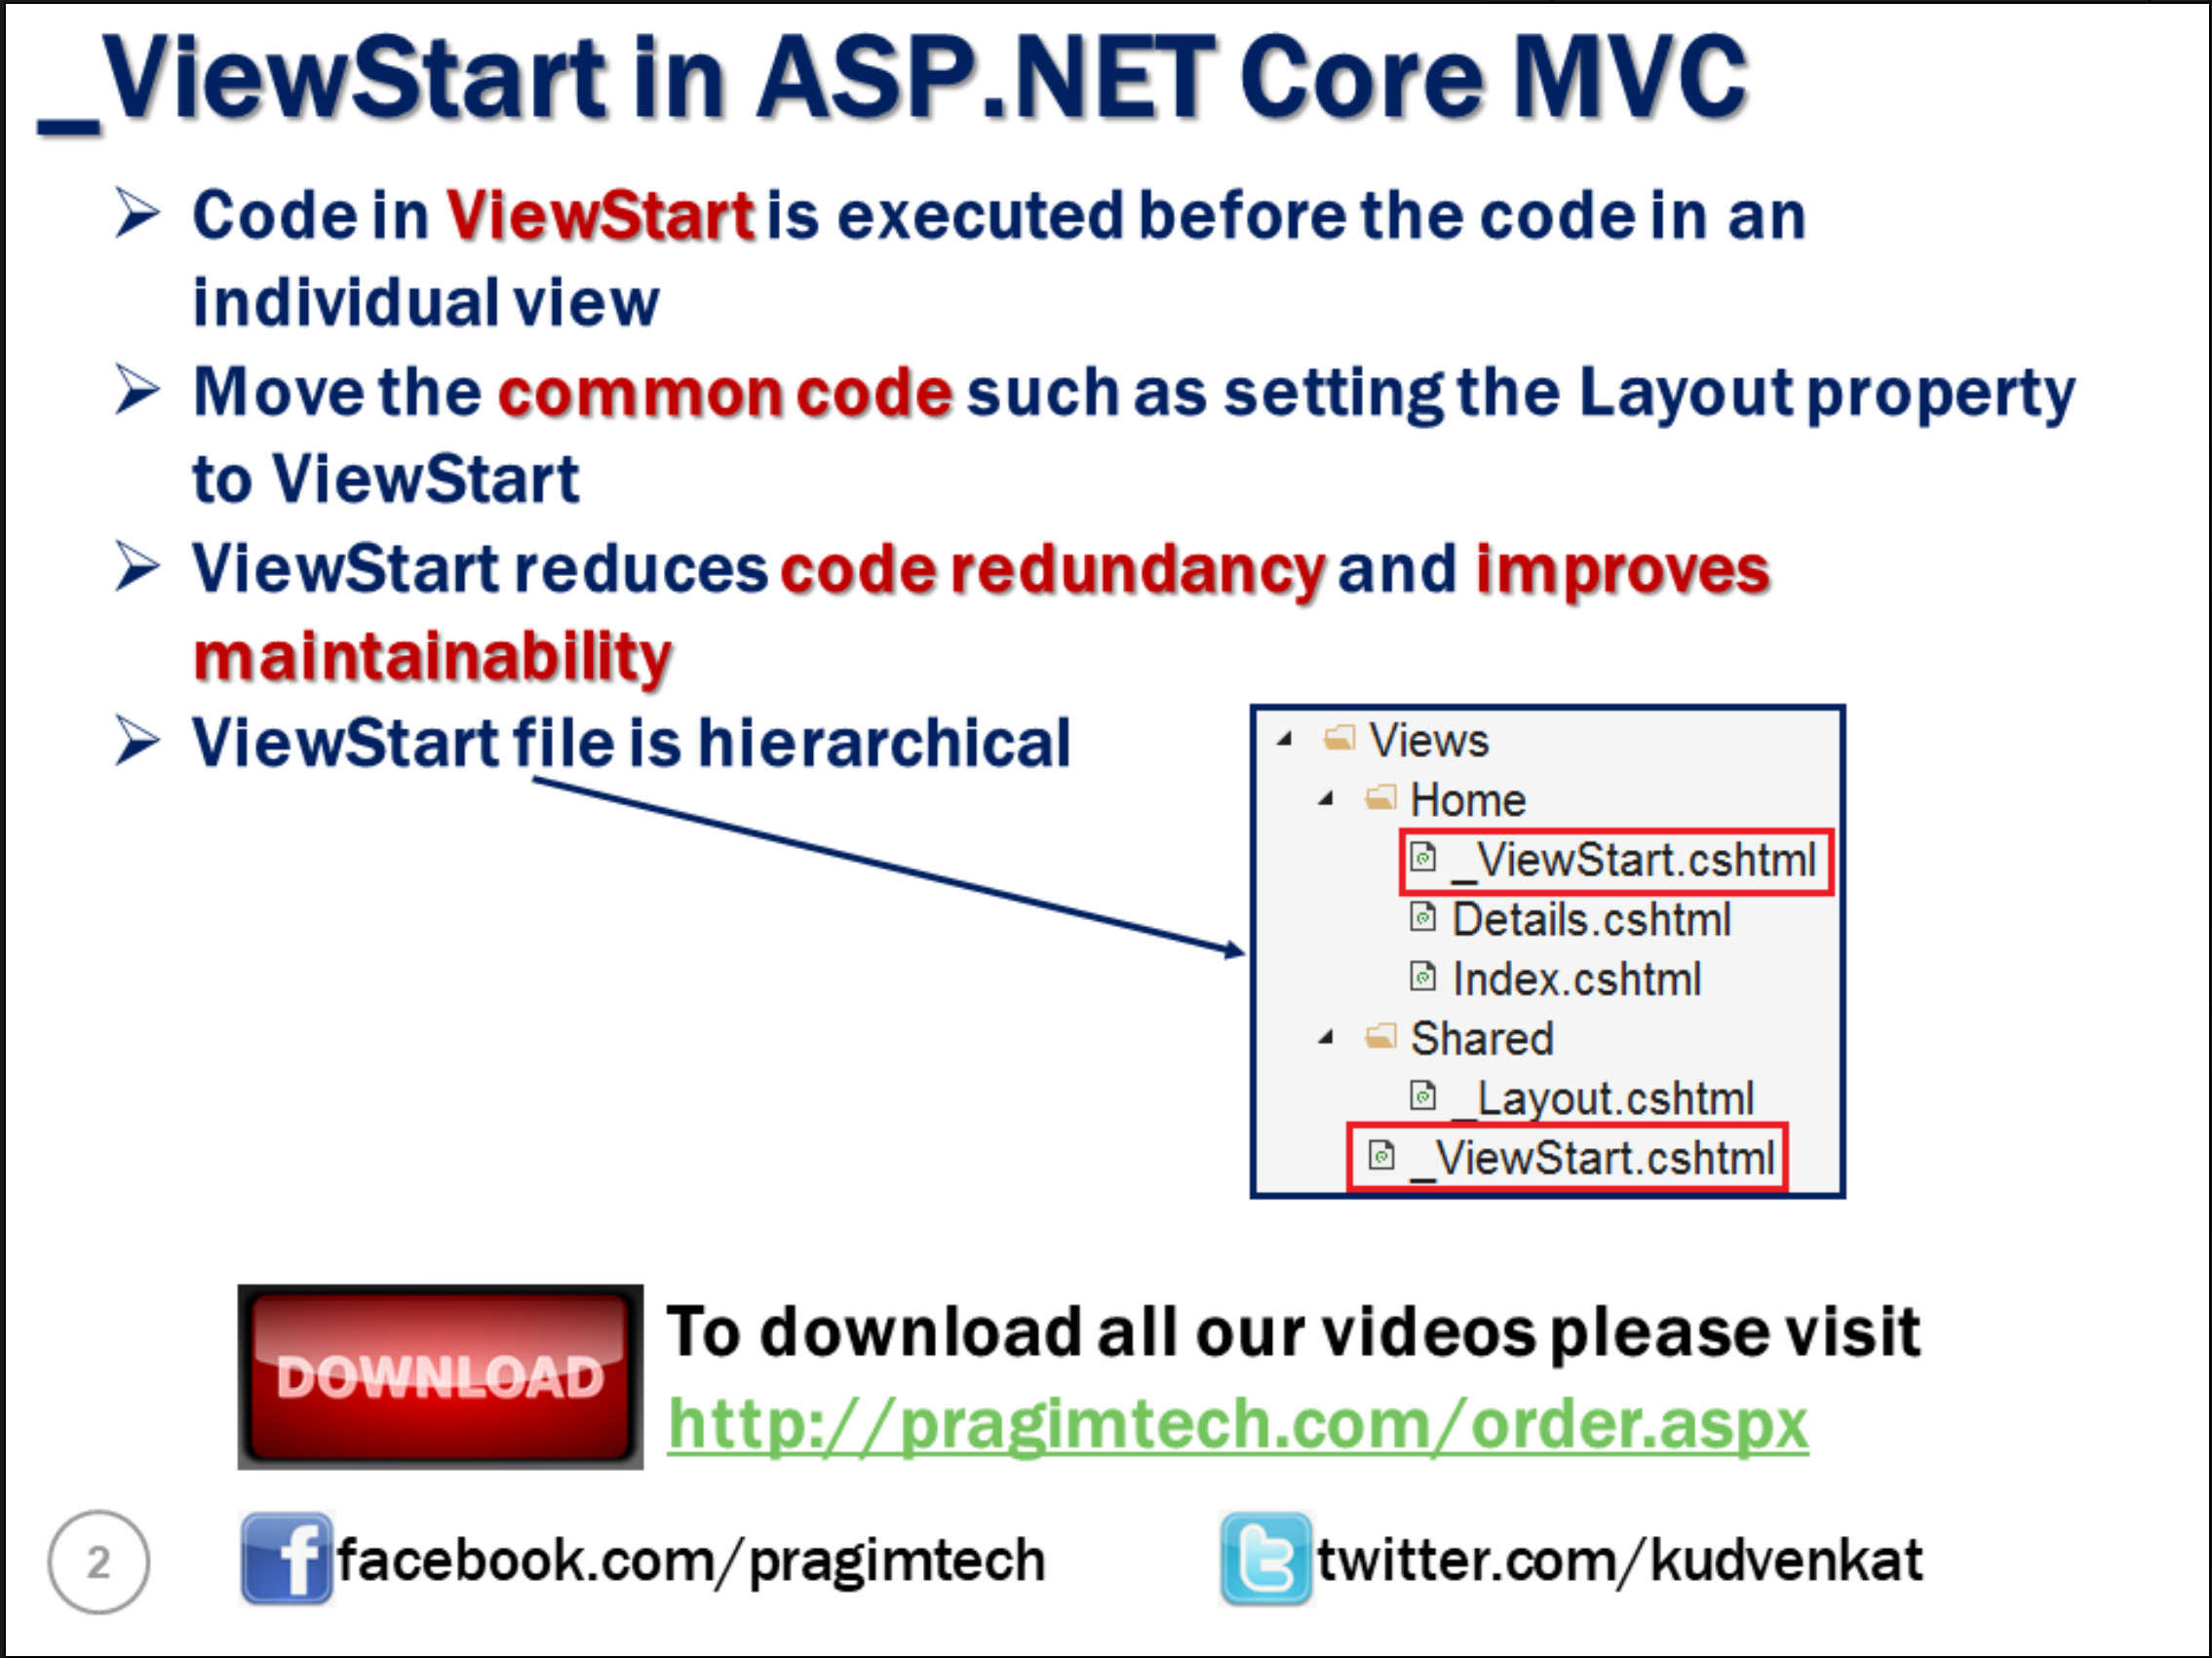 _ViewStart in ASP.NET Core MVC
Code in ViewStart is executed before the code in an
individual view
Move the common code such as setting the Layout property
to ViewStart
ViewStart reduces code redundancy and improves
maintainability
ViewStart file is hierarchical
Views
Home
_ViewStart.cshtml
Details.cshtml
Index.cshtml
Shared
_Layout.cshtml
_ViewStart.cshtml
DOWNLOAD
To download all our videos please visit
http://pragimtech.com/order.aspx
2
facebook.com/pragimtech
twitter.com/kudvenkat